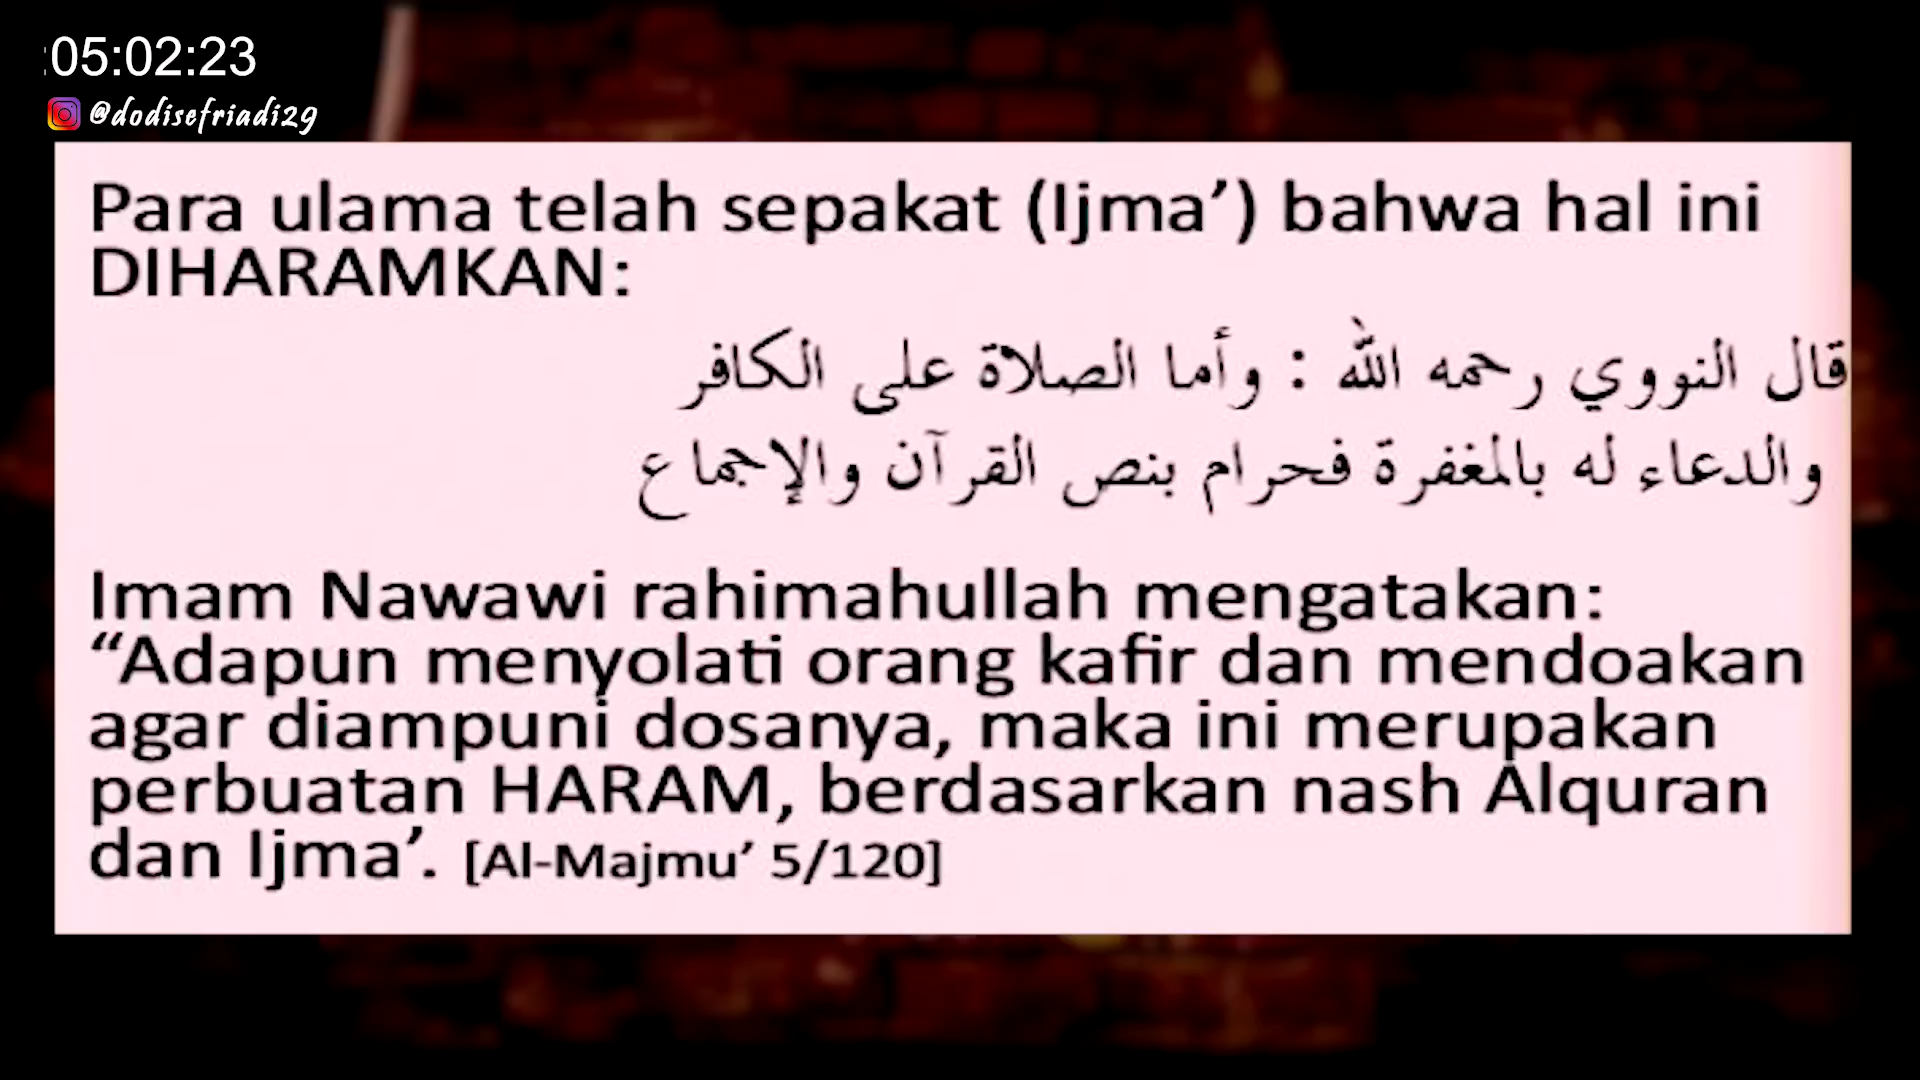 :05:02:23
@dodisefriadi29
Para ulama telah sepakat (Ijma’) bahwa hal ini
DIHARAMKAN:
قال النووي رحمه الله : وأما الصلاة على الكافر
والدعاء له بالمغفرة فحرام بنص القرآن والإجماع
Imam Nawawi rahimahullah mengatakan:
“Adapun menyolati orang kafir dan mendoakan
agar diampuni dosanya, maka ini merupakan
perbuatan HARAM, berdasarkan nash Alquran
dan Ijma’. [Al-Majmu’ 5/120]